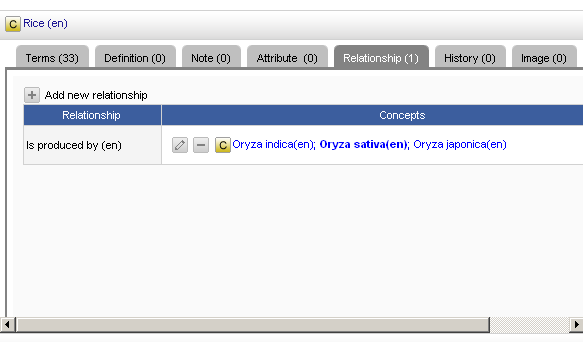 C Rice (en)
Terms (33) Definition (0) Note (0) Attribute (0) Relationship (1) History (0) Image (0)
Add new relationship
Relationship Concepts
Is produced by (en) C Oryza indica(en); Oryza sativa(en); Oryza japonica(en)